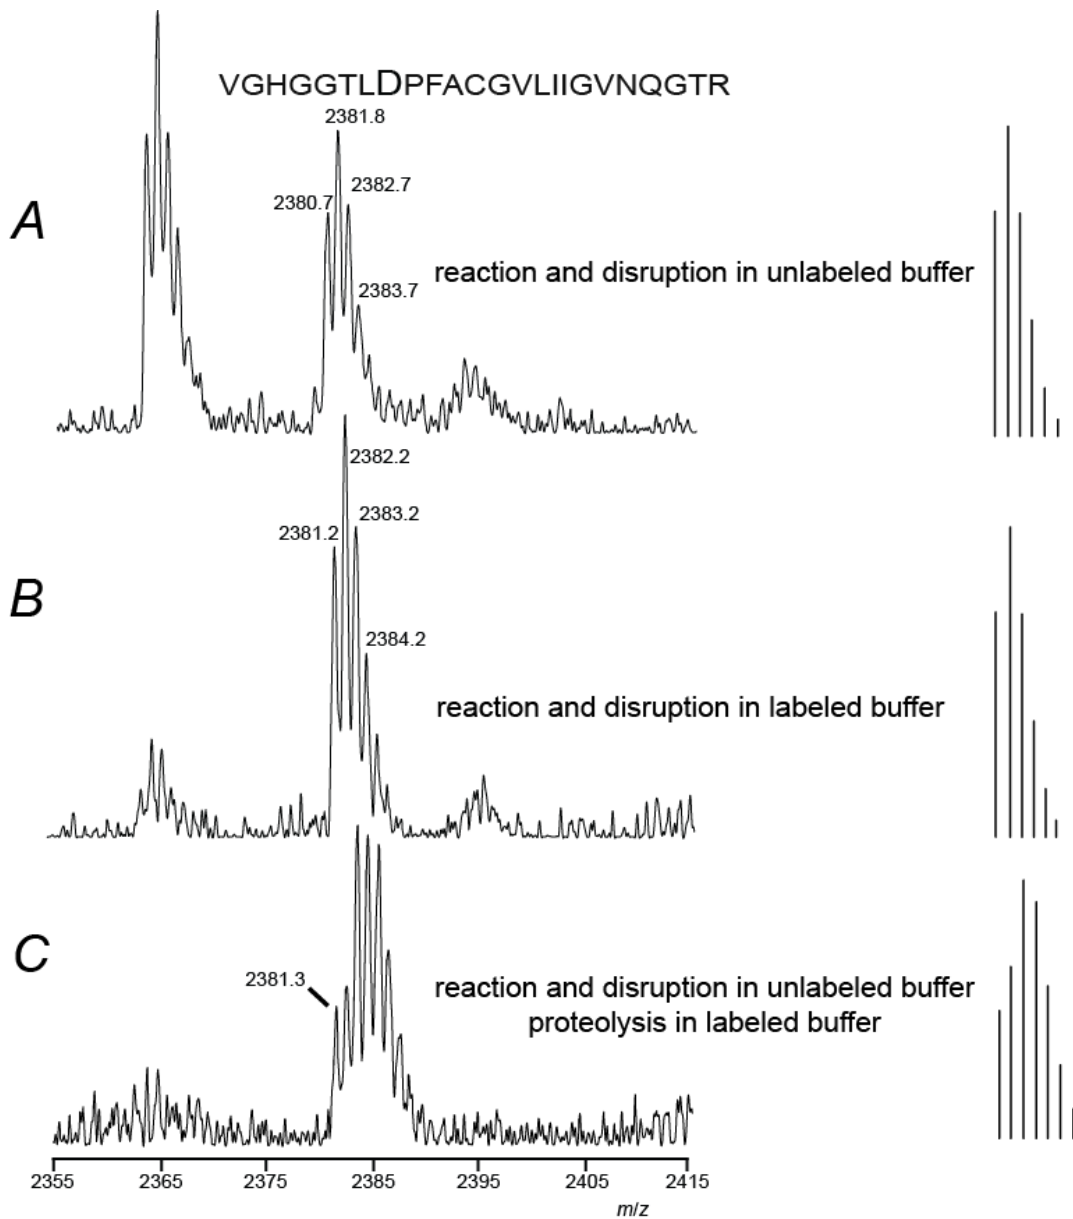 VGHGGTLDPFACGVLIIGVNQGTR
2381.8
2382.7
2380.7
A
reaction and disruption in unlabeled buffer
2383.7
2382.2
2383.2
2381.2
B
2384.2
reaction and disruption in labeled buffer
C
2381.3
reaction and disruption in unlabeled buffer
proteolysis in labeled buffer
2355 2365 2375 2385 2395 2405 2415
m/z